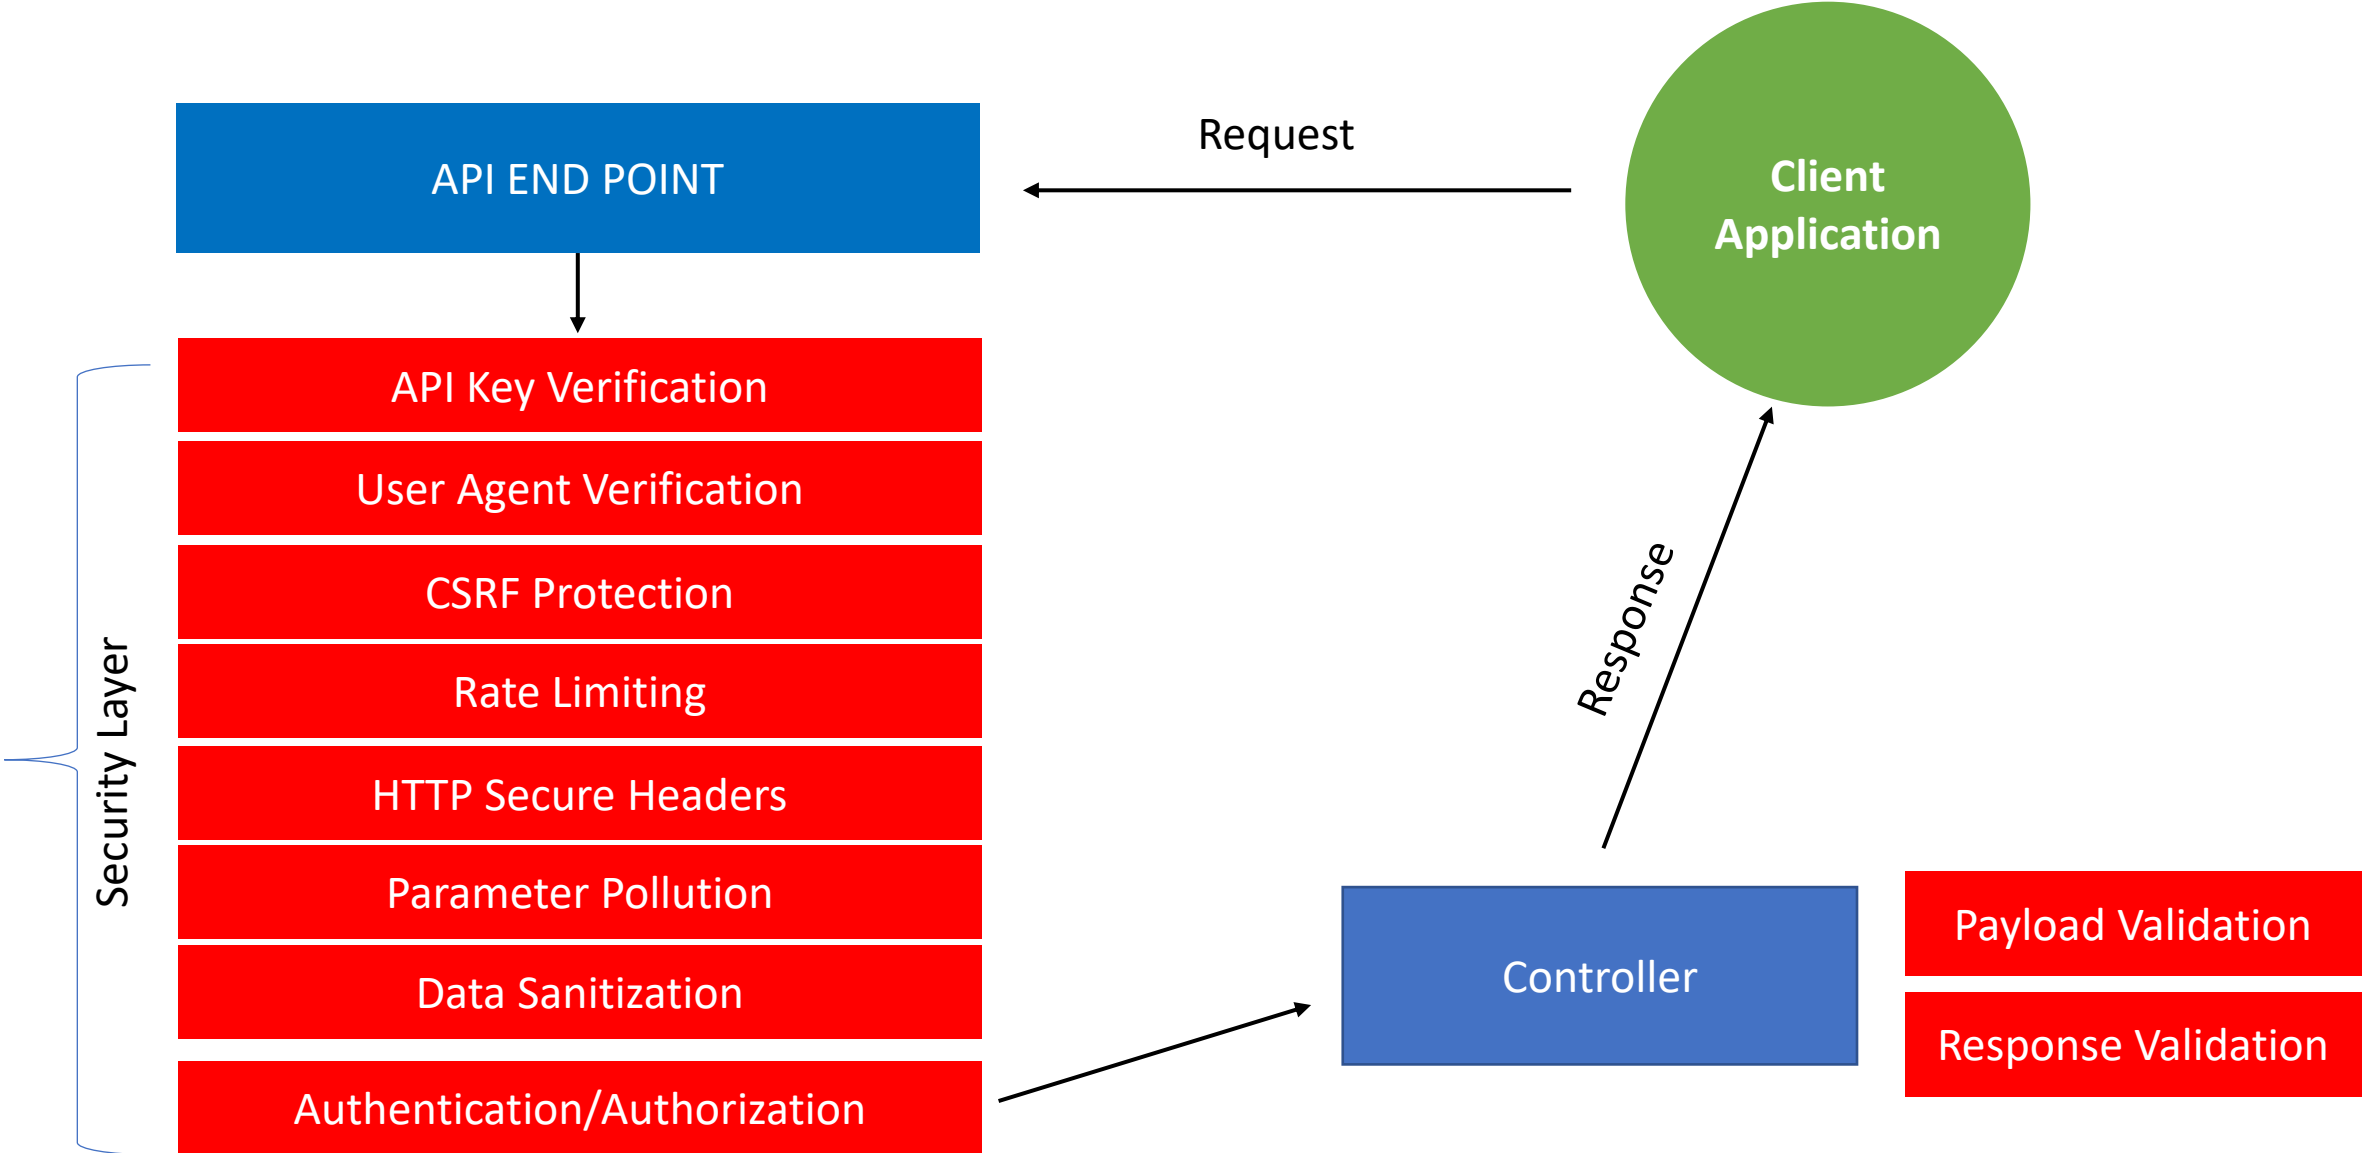 API END POINT
Request
Client
Application
API Key Verification
User Agent Verification
CSRF Protection
Rate Limiting
HTTP Secure Headers
Parameter Pollution
Data Sanitization
Authentication/Authorization
Security Layer
Response
Controller
Payload Validation
Response Validation